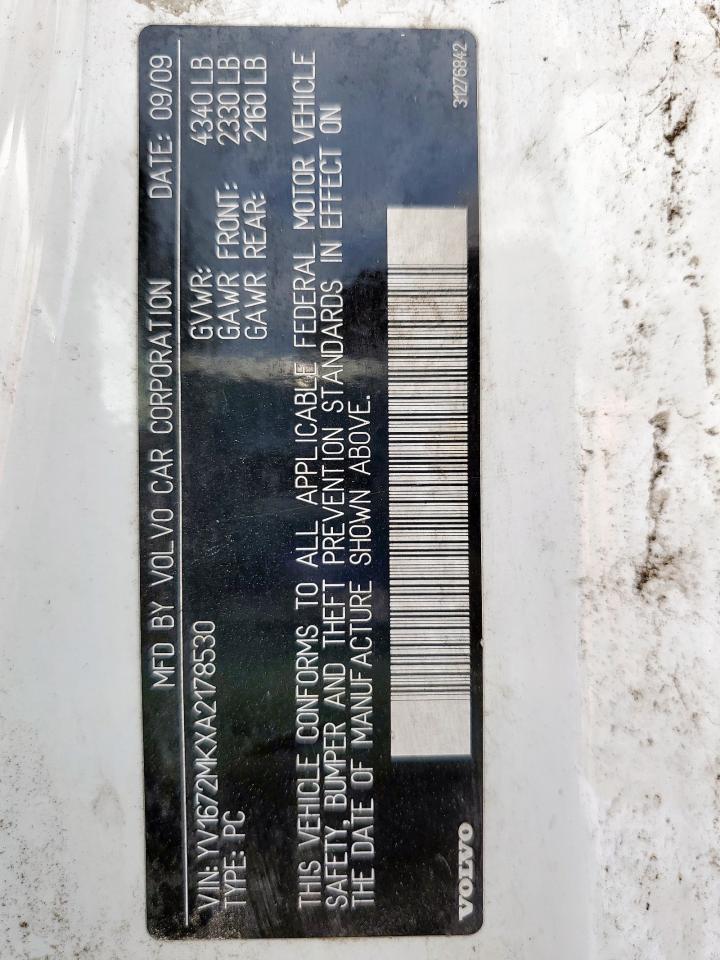 MFD BY VOLVO CAR CORPORATION DATE: 09/09
VIN: YV1672MKXA2178530 GVWR: 4340 LB
TYPE: PC GAWR FRONT: 2330 LB
GAWR REAR: 2160 LB
THIS VEHICLE CONFORMS TO ALL APPLICABLE FEDERAL MOTOR VEHICLE
SAFETY, BUMPER AND THEFT PREVENTION STANDARDS IN EFFECT ON
THE DATE OF MANUFACTURE SHOWN ABOVE.
VOLVO 31276842